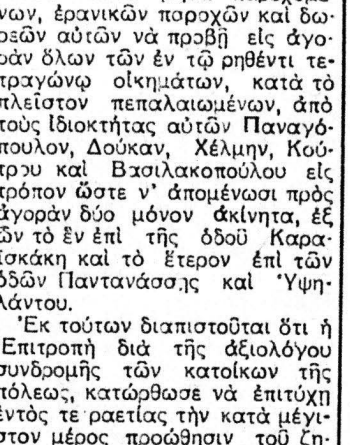 νων, ἐρανικῶν παροχῶν καὶ δω-
ρεῶν αὐτῶν νὰ προβῇ εἰς ἀγο-
ρὰν ὅλων τῶν ἐν τῷ ρηθέντι τε-
τραγώνῳ οἰκημάτων, κατὰ τὸ
πλεῖστον πεπαλαιωμένων, ἀπὸ
τοὺς ἰδιοκτήτας αὐτῶν Παναγό-
πουλον, Δούκαν, Χέλμην, Κού-
τρου καὶ Βασιλακοπούλου εἰς
τρόπον ὥστε ν' ἀπομένωσι πρὸς
ἀγορὰν δύο μόνον ἀκίνητα, ἐξ
ὧν τὸ ἓν ἐπὶ τῆς ὁδοῦ Καρα-
ϊσκάκη καὶ τὸ ἕτερον ἐπὶ τῶν
ὁδῶν Παντανάσσης καὶ Ὑψη-
λάντου.
Ἐκ τούτων διαπιστοῦται ὅτι ἡ
Ἐπιτροπὴ διὰ τῆς ἀξιολόγου
συνδρομῆς τῶν κατοίκων τῆς
πόλεως, κατώρθωσε νὰ ἐπιτύχῃ
ἐντὸς τε ραετίας τὴν κατὰ μέγι-
στον μέρος προώθησιν τοῦ ζη-